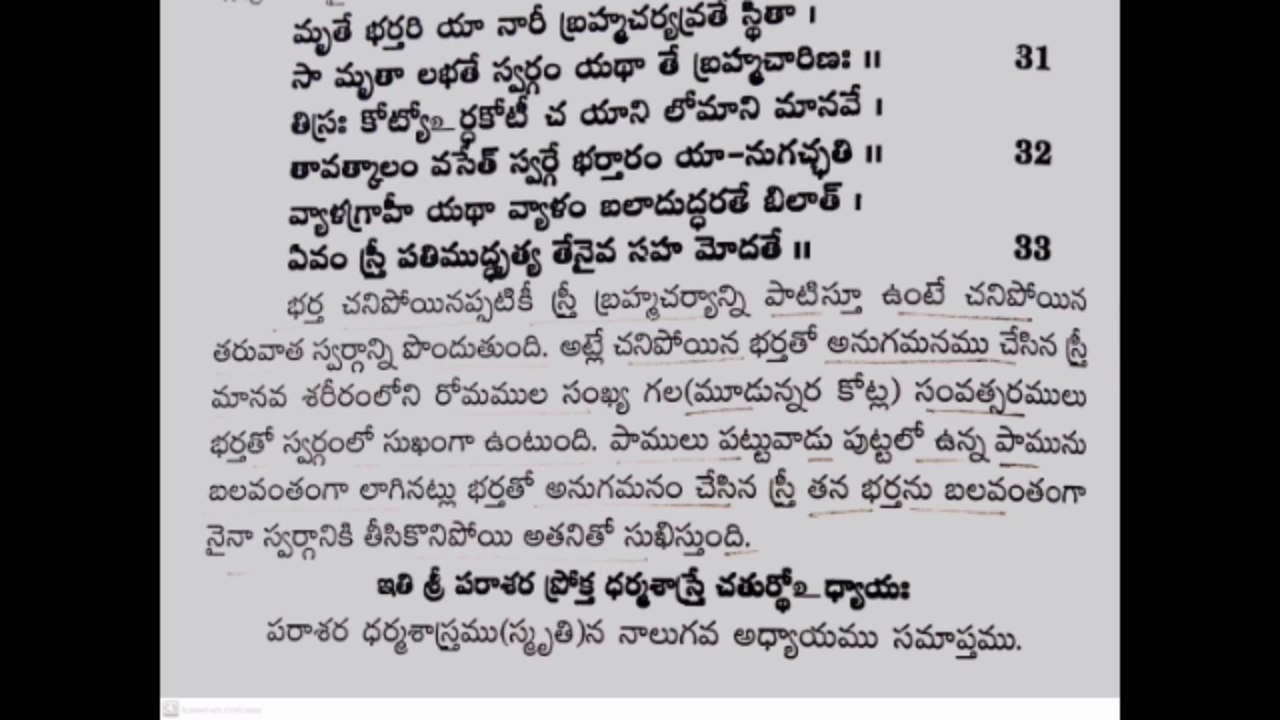 మృతే భర్తరి యా నారీ బ్రహ్మచర్యవ్రతే స్థితా ।
సా మృతా లభతే స్వర్గం యథా తే బ్రహ్మచారిణః ॥ 31
తిస్రః కోట్యోఽర్ధకోటీ చ యాని లోమాని మానవే ।
తావత్కాలం వసేత్ స్వర్గే భర్తారం యా-నుగచ్ఛతి ॥ 32
వ్యాళగ్రాహీ యథా వ్యాళం బలాదుద్ధరతే బిలాత్ ।
ఏవం స్త్రీ పతిముద్ధృత్య తేనైవ సహ మోదతే ॥ 33
భర్త చనిపోయినప్పటికీ స్త్రీ బ్రహ్మచర్యాన్ని పాటిస్తూ ఉంటే చనిపోయిన
తరువాత స్వర్గాన్ని పొందుతుంది. అట్లే చనిపోయిన భర్తతో అనుగమనము చేసిన స్త్రీ
మానవ శరీరంలోని రోమముల సంఖ్య గల(మూడున్నర కోట్ల) సంవత్సరములు
భర్తతో స్వర్గంలో సుఖంగా ఉంటుంది. పాములు పట్టువాడు పుట్టలో ఉన్న పామును
బలవంతంగా లాగినట్లు భర్తతో అనుగమనం చేసిన స్త్రీ తన భర్తను బలవంతంగా
నైనా స్వర్గానికి తీసికొనిపోయి అతనితో సుఖిస్తుంది.
ఇతి శ్రీ పరాశర ప్రోక్త ధర్మశాస్త్రే చతుర్థోఽధ్యాయః
పరాశర ధర్మశాస్త్రము(స్మృతి)న నాలుగవ అధ్యాయము సమాప్తము.